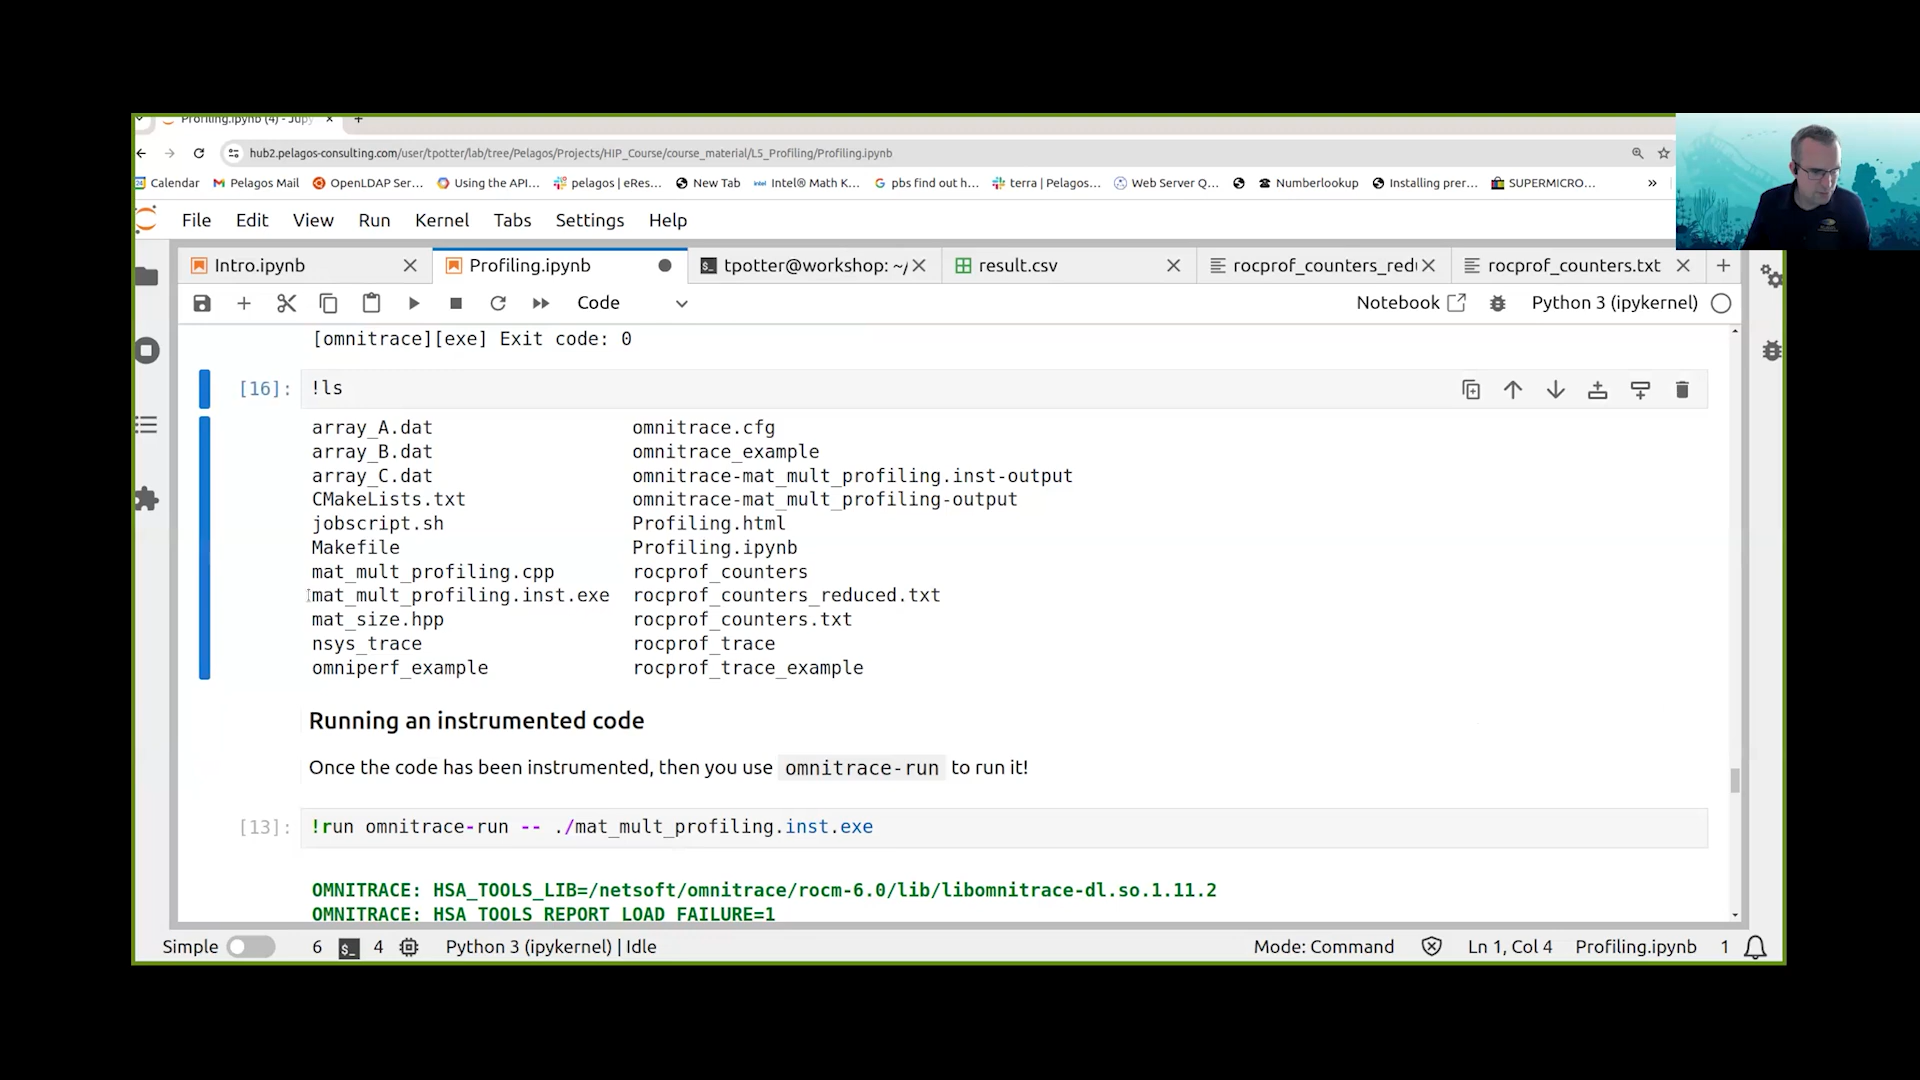 Profiling.ipynb (4) - Jupy
hub2.pelagos-consulting.com/user/tpotter/lab/tree/Pelagos/Projects/HIP_Course/course_material/L5_Profiling/Profiling.ipynb
Calendar Pelagos Mail OpenLDAP Ser... Using the API... pelagos | eRes... New Tab Intel® Math K... pbs find out h... terra | Pelagos... Web Server Q... Numberlookup Installing prer... SUPERMICRO... »
File Edit View Run Kernel Tabs Settings Help
Intro.ipynb Profiling.ipynb tpotter@workshop: ~/ result.csv rocprof_counters_red rocprof_counters.txt
Code Notebook Python 3 (ipykernel)
[omnitrace][exe] Exit code: 0
[16]: !ls
array_A.dat omnitrace.cfg
array_B.dat omnitrace_example
array_C.dat omnitrace-mat_mult_profiling.inst-output
CMakeLists.txt omnitrace-mat_mult_profiling-output
jobscript.sh Profiling.html
Makefile Profiling.ipynb
mat_mult_profiling.cpp rocprof_counters
mat_mult_profiling.inst.exe rocprof_counters_reduced.txt
mat_size.hpp rocprof_counters.txt
nsys_trace rocprof_trace
omniperf_example rocprof_trace_example
Running an instrumented code
Once the code has been instrumented, then you use omnitrace-run to run it!
[13]: !run omnitrace-run -- ./mat_mult_profiling.inst.exe
OMNITRACE: HSA_TOOLS_LIB=/netsoft/omnitrace/rocm-6.0/lib/libomnitrace-dl.so.1.11.2
OMNITRACE: HSA_TOOLS_REPORT_LOAD_FAILURE=1
Simple 6 $_ 4 Python 3 (ipykernel) | Idle Mode: Command Ln 1, Col 4 Profiling.ipynb 1